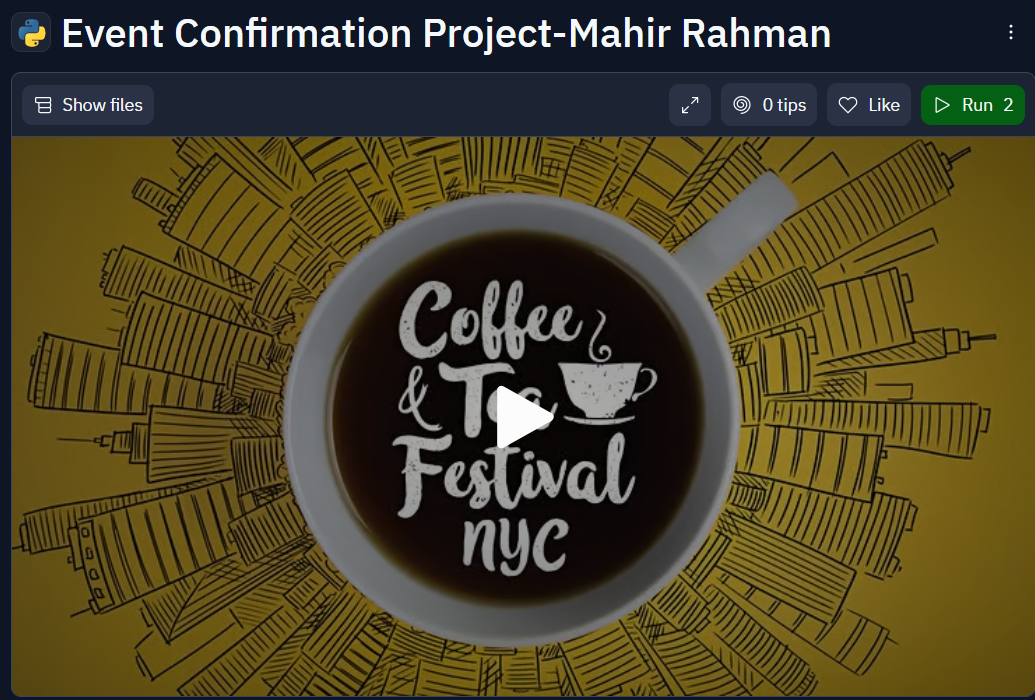 Event Confirmation Project-Mahir Rahman
Show files
0 tips
Like
Run 2
Coffee
& Tea
Festival
nyc